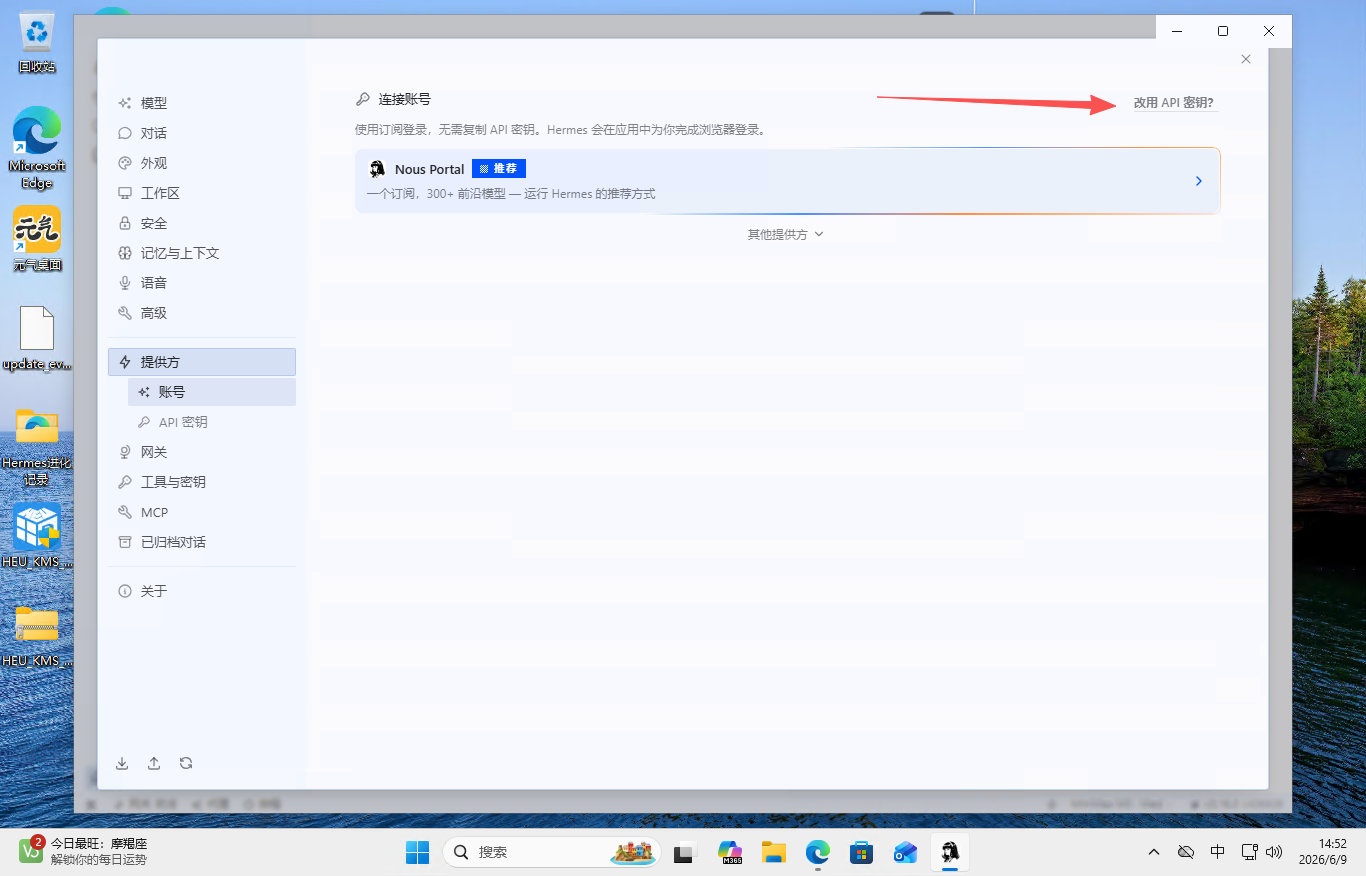 回收站
Microsoft
Edge
元气
元气桌面
update_ev...
Hermes进化
记录
HEU_KMS_...
HEU_KMS_...
模型
对话
外观
工作区
安全
记忆与上下文
语音
高级
提供方
账号
API 密钥
网关
工具与密钥
MCP
已归档对话
关于
连接账号
改用 API 密钥?
使用订阅登录，无需复制 API 密钥。Hermes 会在应用中为你完成浏览器登录。
Nous Portal 推荐
一个订阅，300+ 前沿模型 — 运行 Hermes 的推荐方式
其他提供方
2
今日最旺：摩羯座
解锁你的每日运势
搜索
M365
中
14:52
2026/6/9